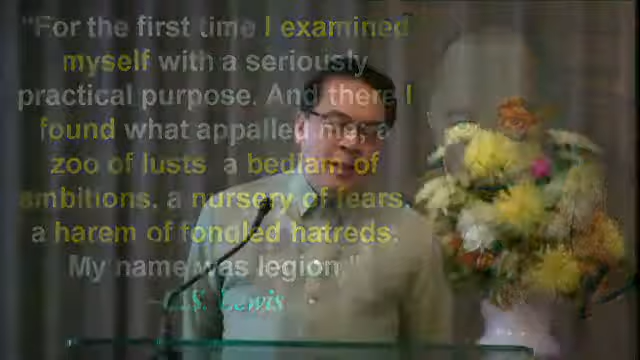 "For the first time I examined
myself with a seriously
practical purpose. And there I
found what appalled me: a
zoo of lusts, a bedlam of
ambitions, a nursery of fears,
a harem of fondled hatreds.
My name was legion."
– C.S. Lewis